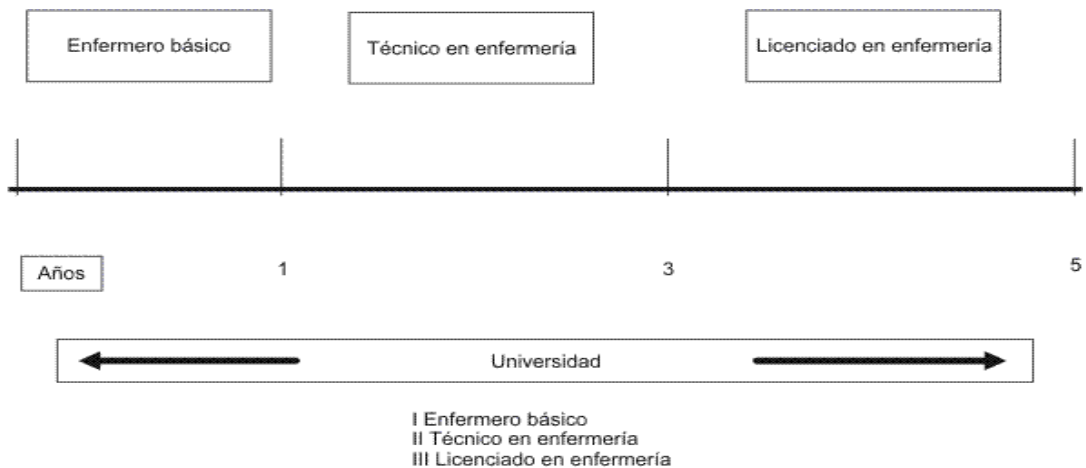 Enfermero básico
Técnico en enfermería
Licenciado en enfermería
Años
1
3
5
Universidad
I Enfermero básico
II Técnico en enfermería
III Licenciado en enfermería